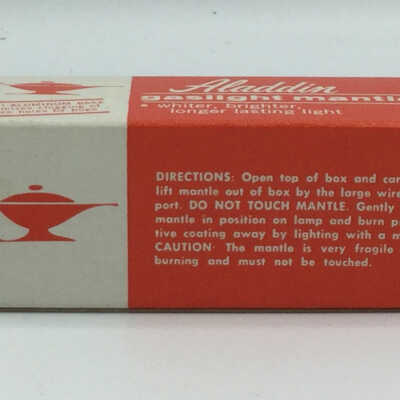 Aladdin
gaslight mantle
• whiter, brighter,
longer lasting light
ALUMINUM BASE
DIRECTIONS: Open top of box and car
lift mantle out of box by the large wire
port. DO NOT TOUCH MANTLE. Gently
mantle in position on lamp and burn p
tive coating away by lighting with a m
CAUTION· The mantle is very fragile
burning and must not be touched.